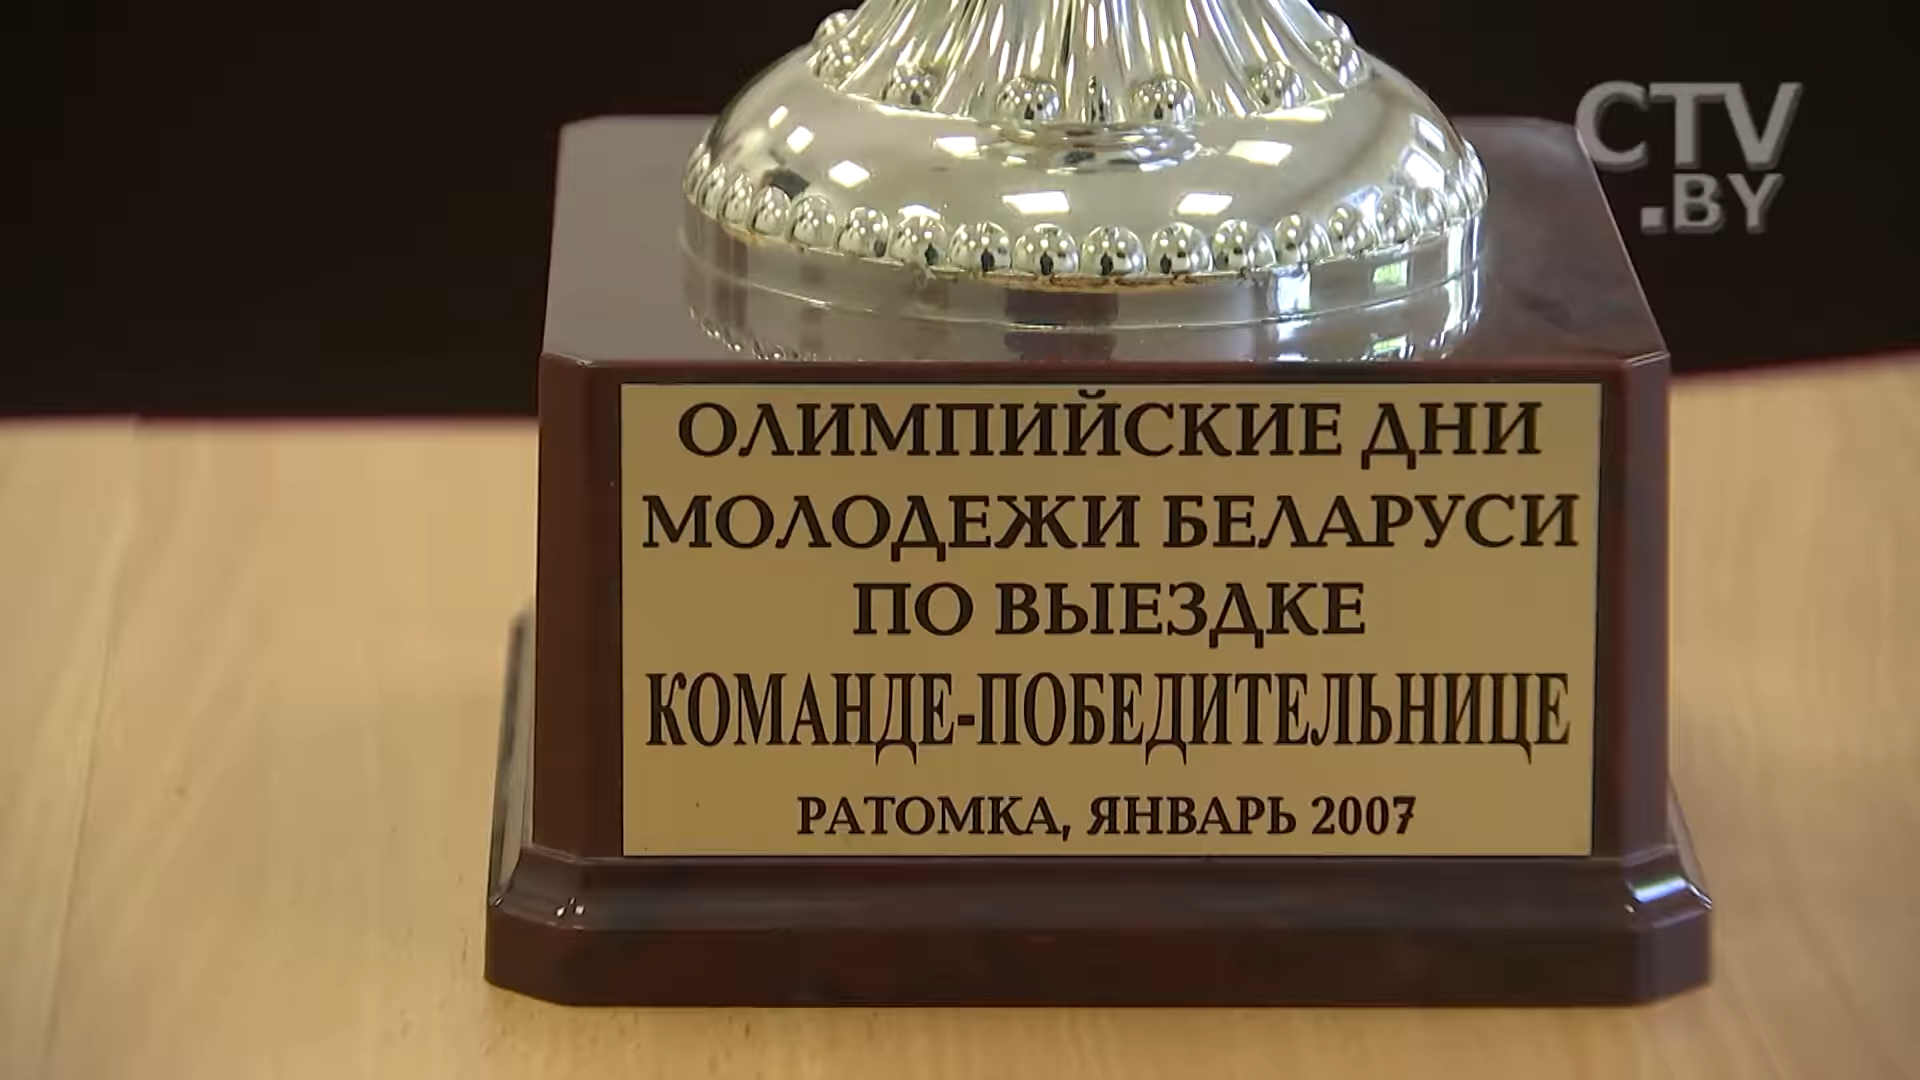 CTV
.BY
ОЛИМПИЙСКИЕ ДНИ
МОЛОДЕЖИ БЕЛАРУСИ
ПО ВЫЕЗДКЕ
КОМАНДЕ-ПОБЕДИТЕЛЬНИЦЕ
РАТОМКА, ЯНВАРЬ 2007